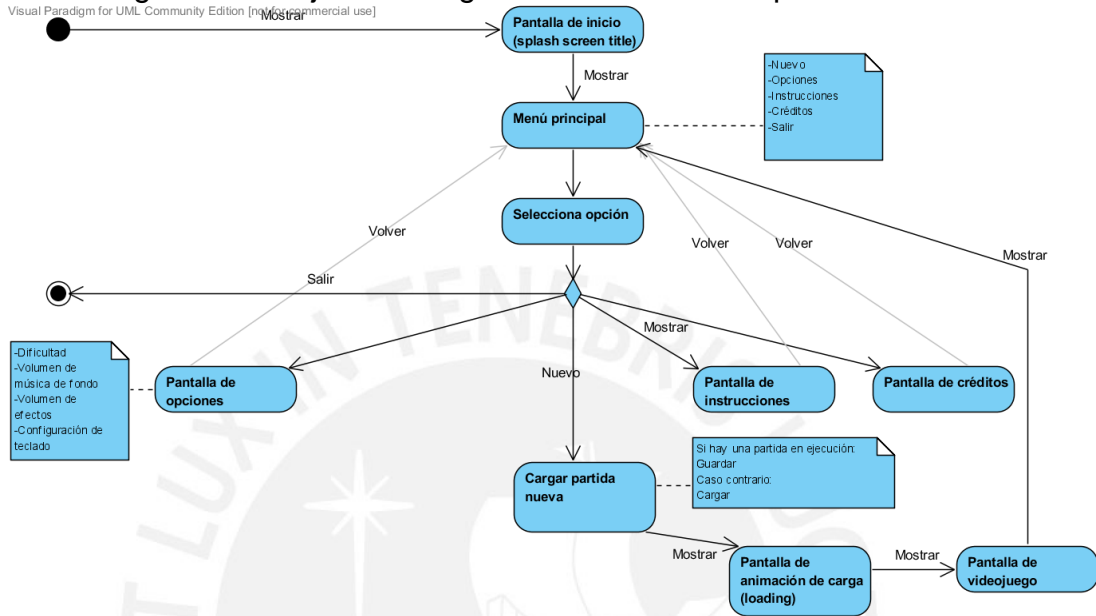 Visual Paradigm for UML Community Edition [not for commercial use]
Mostrar
Pantalla de inicio
(splash screen title)
Mostrar
-Nuevo
-Opciones
-Instrucciones
-Créditos
-Salir
Menú principal
Selecciona opción
Volver
Volver
Volver
Mostrar
Salir
Mostrar
-Dificultad
-Volumen de
música de fondo
-Volumen de
efectos
-Configuración de
teclado
Pantalla de
opciones
Nuevo
Pantalla de
instrucciones
Pantalla de créditos
Cargar partida
nueva
Si hay una partida en ejecución:
Guardar
Caso contrario:
Cargar
Mostrar
Pantalla de
animación de carga
(loading)
Mostrar
Pantalla de
videojuego
LUX IN TENEBRIS